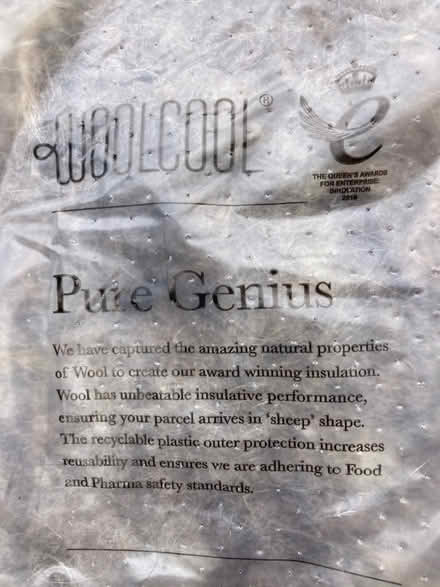 WOOLCOOL®
THE QUEEN'S AWARDS
FOR ENTERPRISE:
INNOVATION
2018
Pure Genius
We have captured the amazing natural properties
of Wool to create our award winning insulation.
Wool has unbeatable insulative performance,
ensuring your parcel arrives in ‘sheep’ shape.
The recyclable plastic outer protection increases
reusability and ensures we are adhering to Food
and Pharma safety standards.